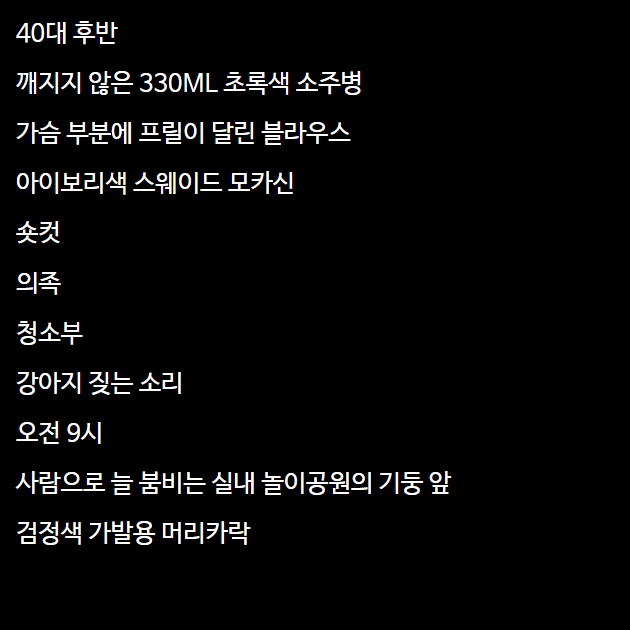 40대 후반
깨지지 않은 330ML 초록색 소주병
가슴 부분에 프릴이 달린 블라우스
아이보리색 스웨이드 모카신
숏컷
의족
청소부
강아지 짖는 소리
오전 9시
사람으로 늘 붐비는 실내 놀이공원의 기둥 앞
검정색 가발용 머리카락